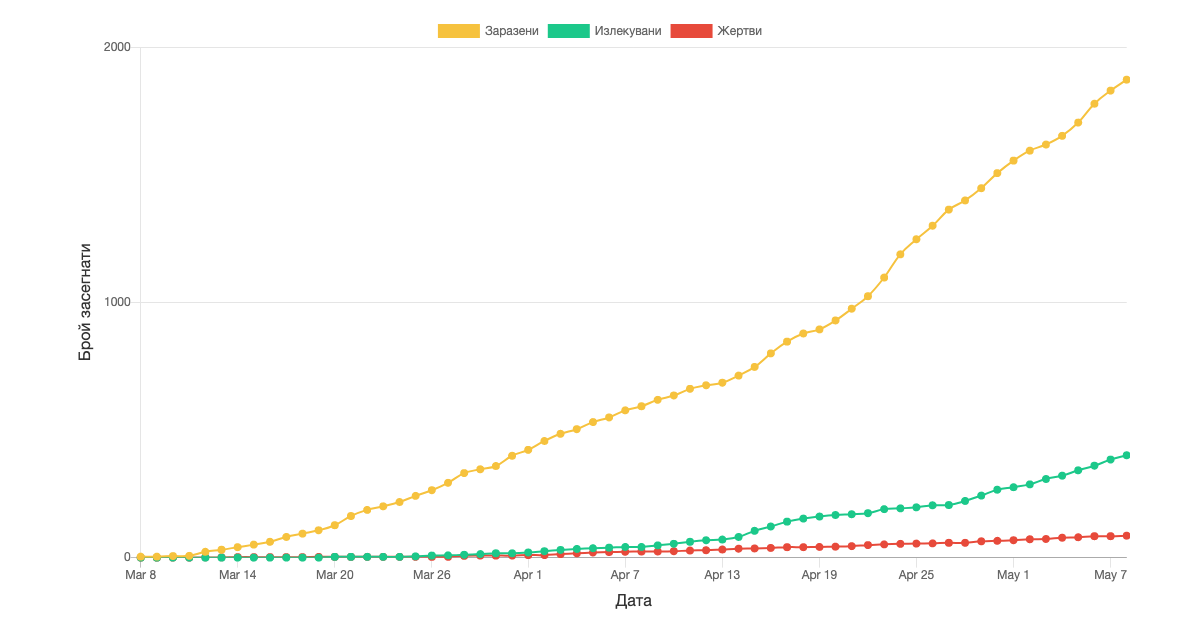 Заразени Излекувани Жертви
2000
1000
0
Брой засегнати
Mar 8 Mar 14 Mar 20 Mar 26 Apr 1 Apr 7 Apr 13 Apr 19 Apr 25 May 1 May 7
Дата